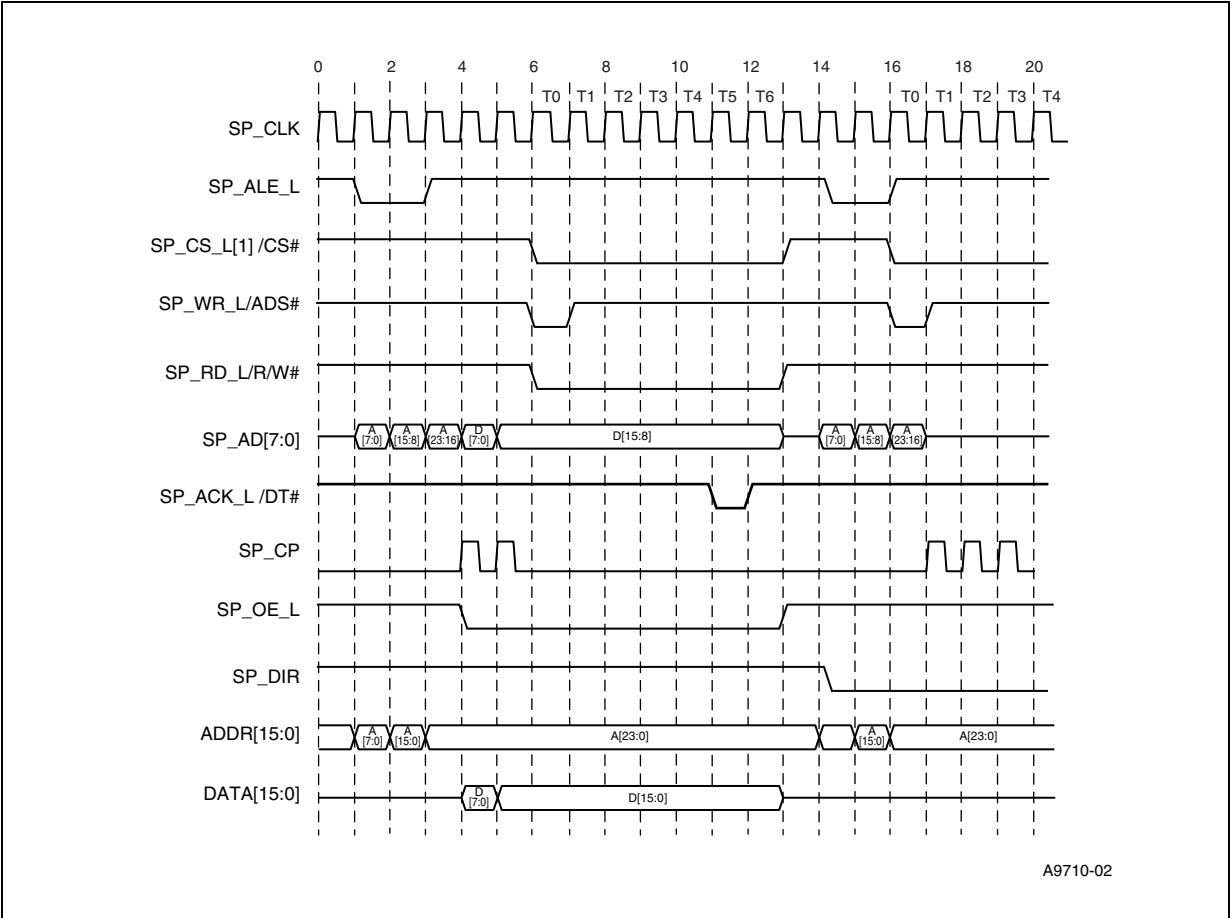 0 2 4 6 8 10 12 14 16 18 20
T0 T1 T2 T3 T4 T5 T6 T0 T1 T2 T3 T4
SP_CLK
SP_ALE_L
SP_CS_L[1] /CS#
SP_WR_L/ADS#
SP_RD_L/R/W#
SP_AD[7:0] A [7:0] A [15:8] A [23:16] D [7:0] D[15:8] A [7:0] A [15:8] A [23:16]
SP_ACK_L /DT#
SP_CP
SP_OE_L
SP_DIR
ADDR[15:0] A [7:0] A [15:0] A[23:0] A [15:0] A[23:0]
DATA[15:0] D [7:0] D[15:0]
A9710-02